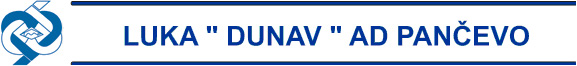 LUKA " DUNAV " AD PANČEVO